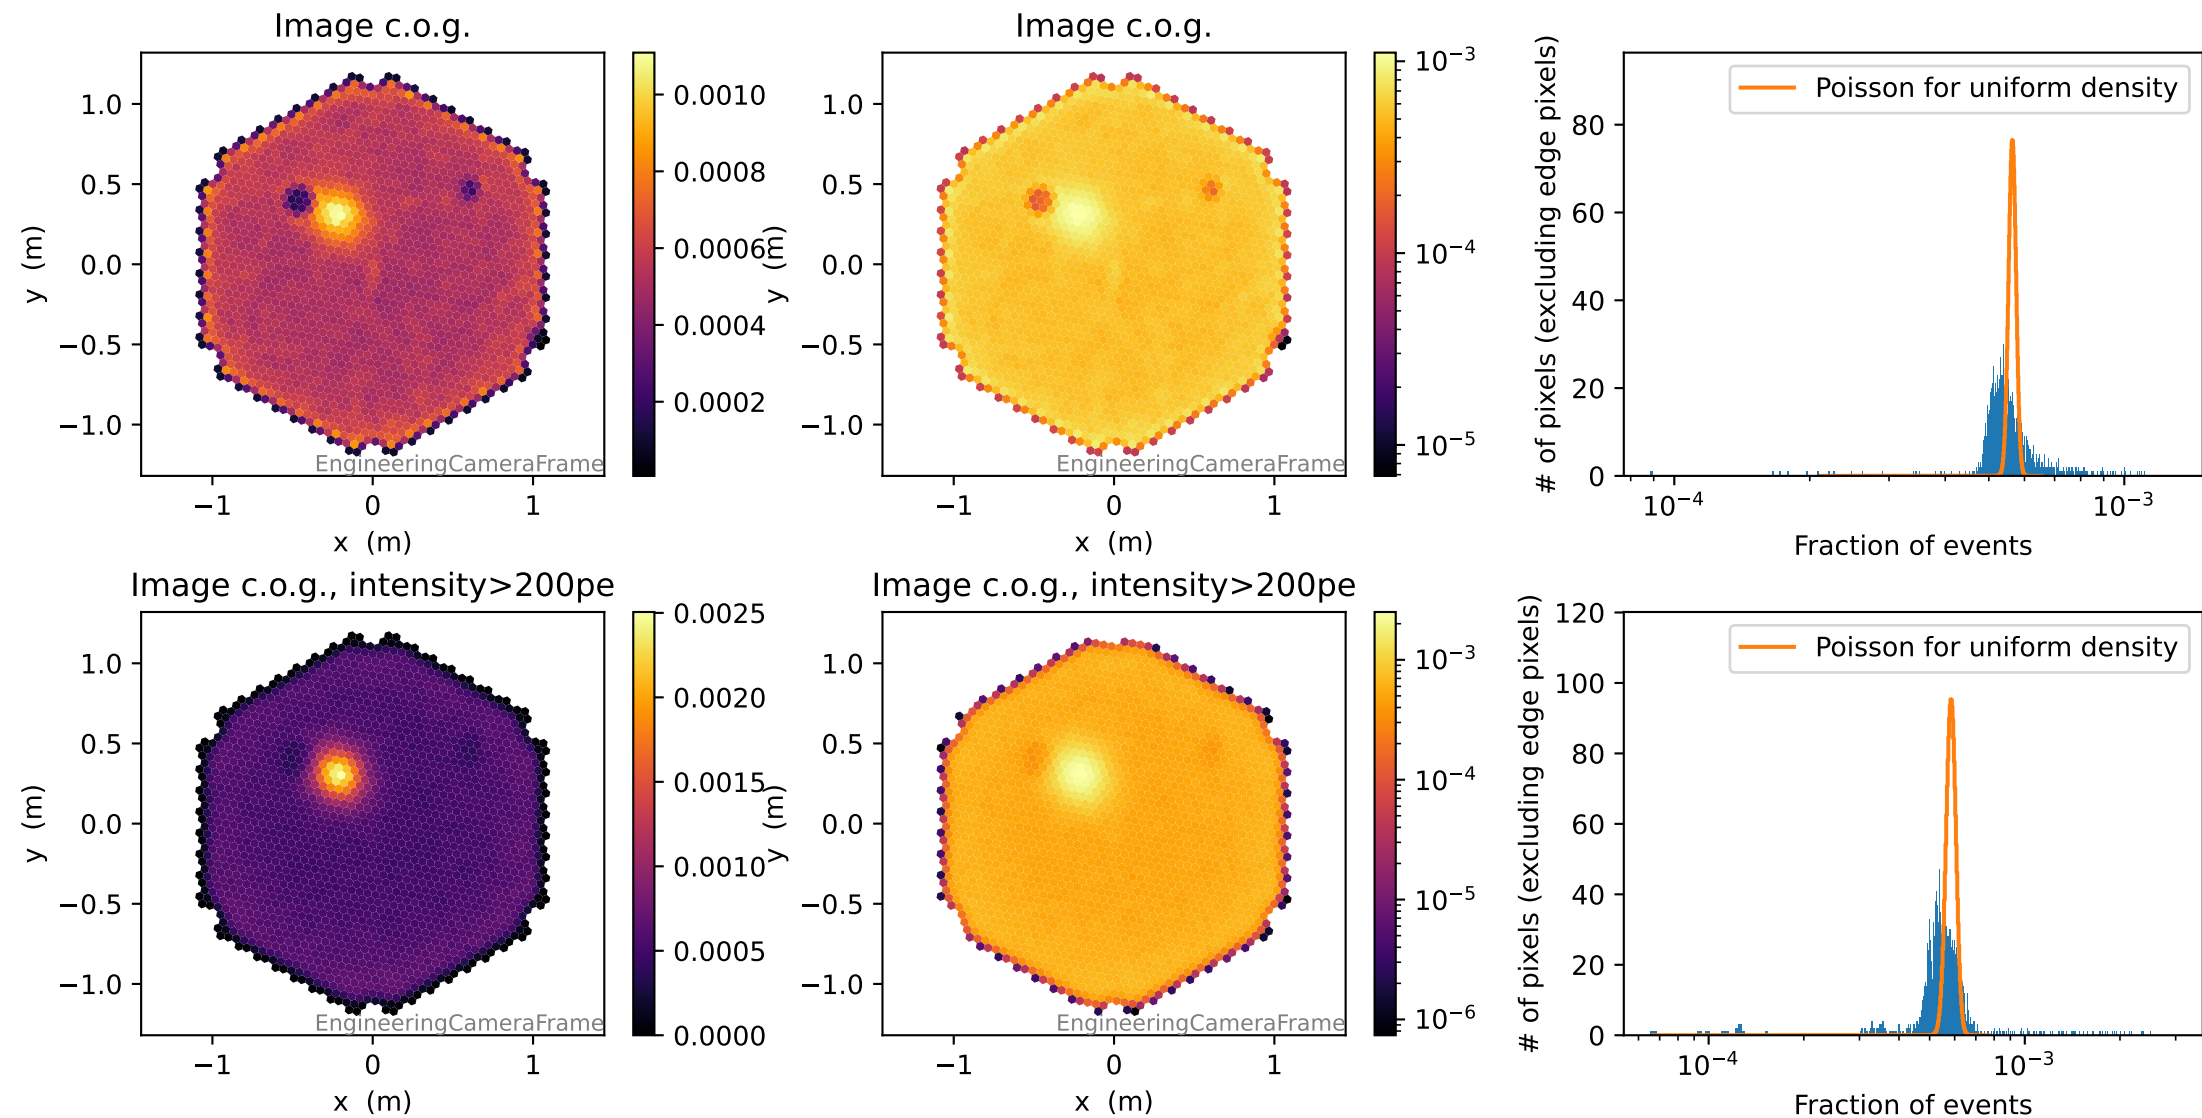 Image c.o.g.
y (m)
1.0
0.5
0.0
−0.5
−1.0
EngineeringCameraFrame
−1 0 1
x (m)
0.0010
0.0008
0.0006
0.0004
0.0002
Image c.o.g.
y (m)
1.0
0.5
0.0
−0.5
−1.0
EngineeringCameraFrame
−1 0 1
x (m)
10⁻³
10⁻⁴
10⁻⁵
# of pixels (excluding edge pixels)
80
60
40
20
0
Poisson for uniform density
10⁻⁴ 10⁻³
Fraction of events
Image c.o.g., intensity>200pe
y (m)
1.0
0.5
0.0
−0.5
−1.0
EngineeringCameraFrame
−1 0 1
x (m)
0.0025
0.0020
0.0015
0.0010
0.0005
0.0000
Image c.o.g., intensity>200pe
y (m)
1.0
0.5
0.0
−0.5
−1.0
EngineeringCameraFrame
−1 0 1
x (m)
10⁻³
10⁻⁴
10⁻⁵
10⁻⁶
# of pixels (excluding edge pixels)
120
100
80
60
40
20
0
Poisson for uniform density
10⁻⁴ 10⁻³
Fraction of events